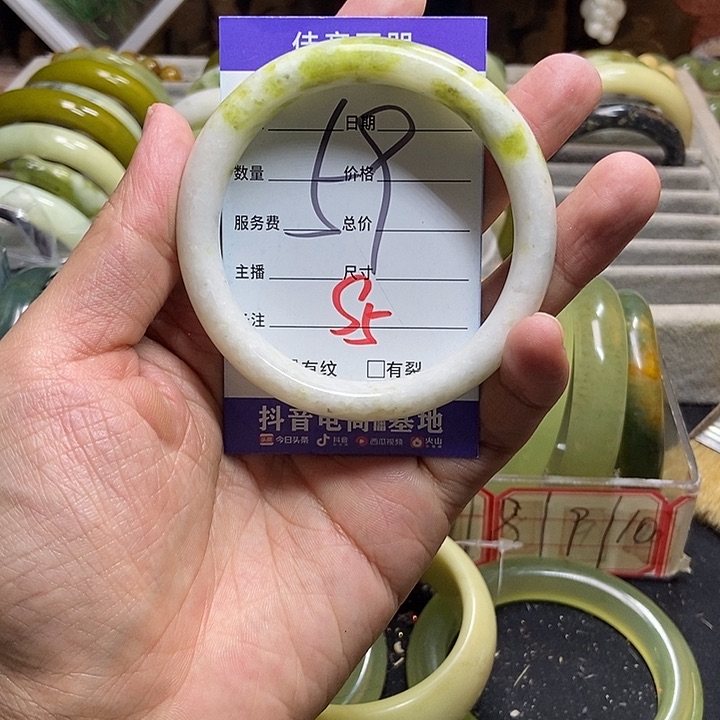 日期
数量 价格
服务费 总价
主播 尺寸
55
注
有纹 □有裂
抖音电商 基地
今日头条 抖音 西瓜视频 火山
8 9 10